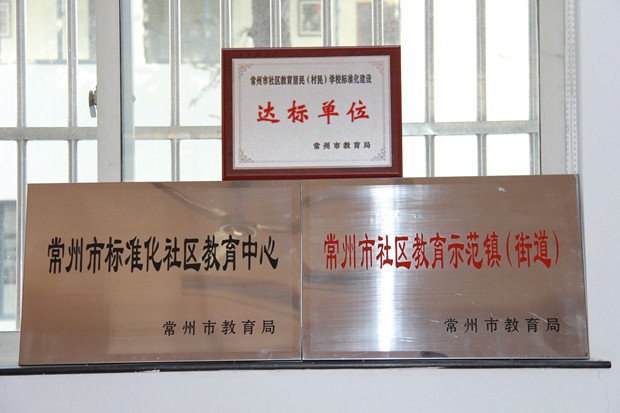 常州市社区教育居民（村民）学校标准化建设
达标单位
常州市教育局
常州市标准化社区教育中心
常州市教育局
常州市社区教育示范镇（街道）
常州市教育局